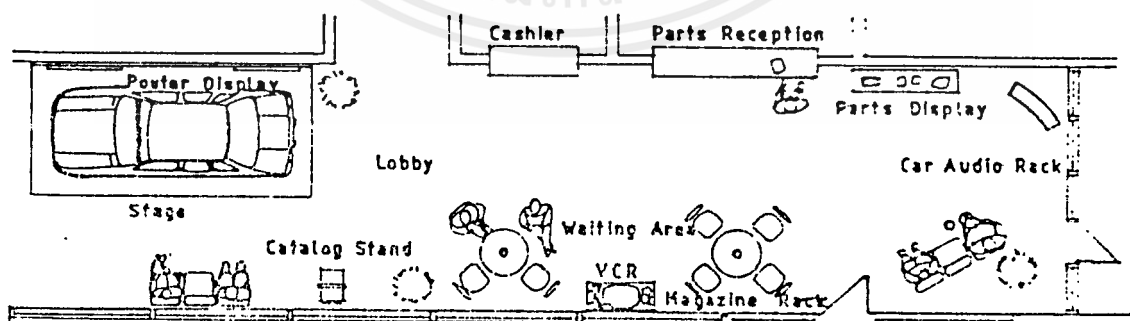 Cashier
Parts Reception
Poster Display
Parts Display
Lobby
Car Audio Rack
Stage
Waiting Area
Catalog Stand
VCR
Magazine Rack